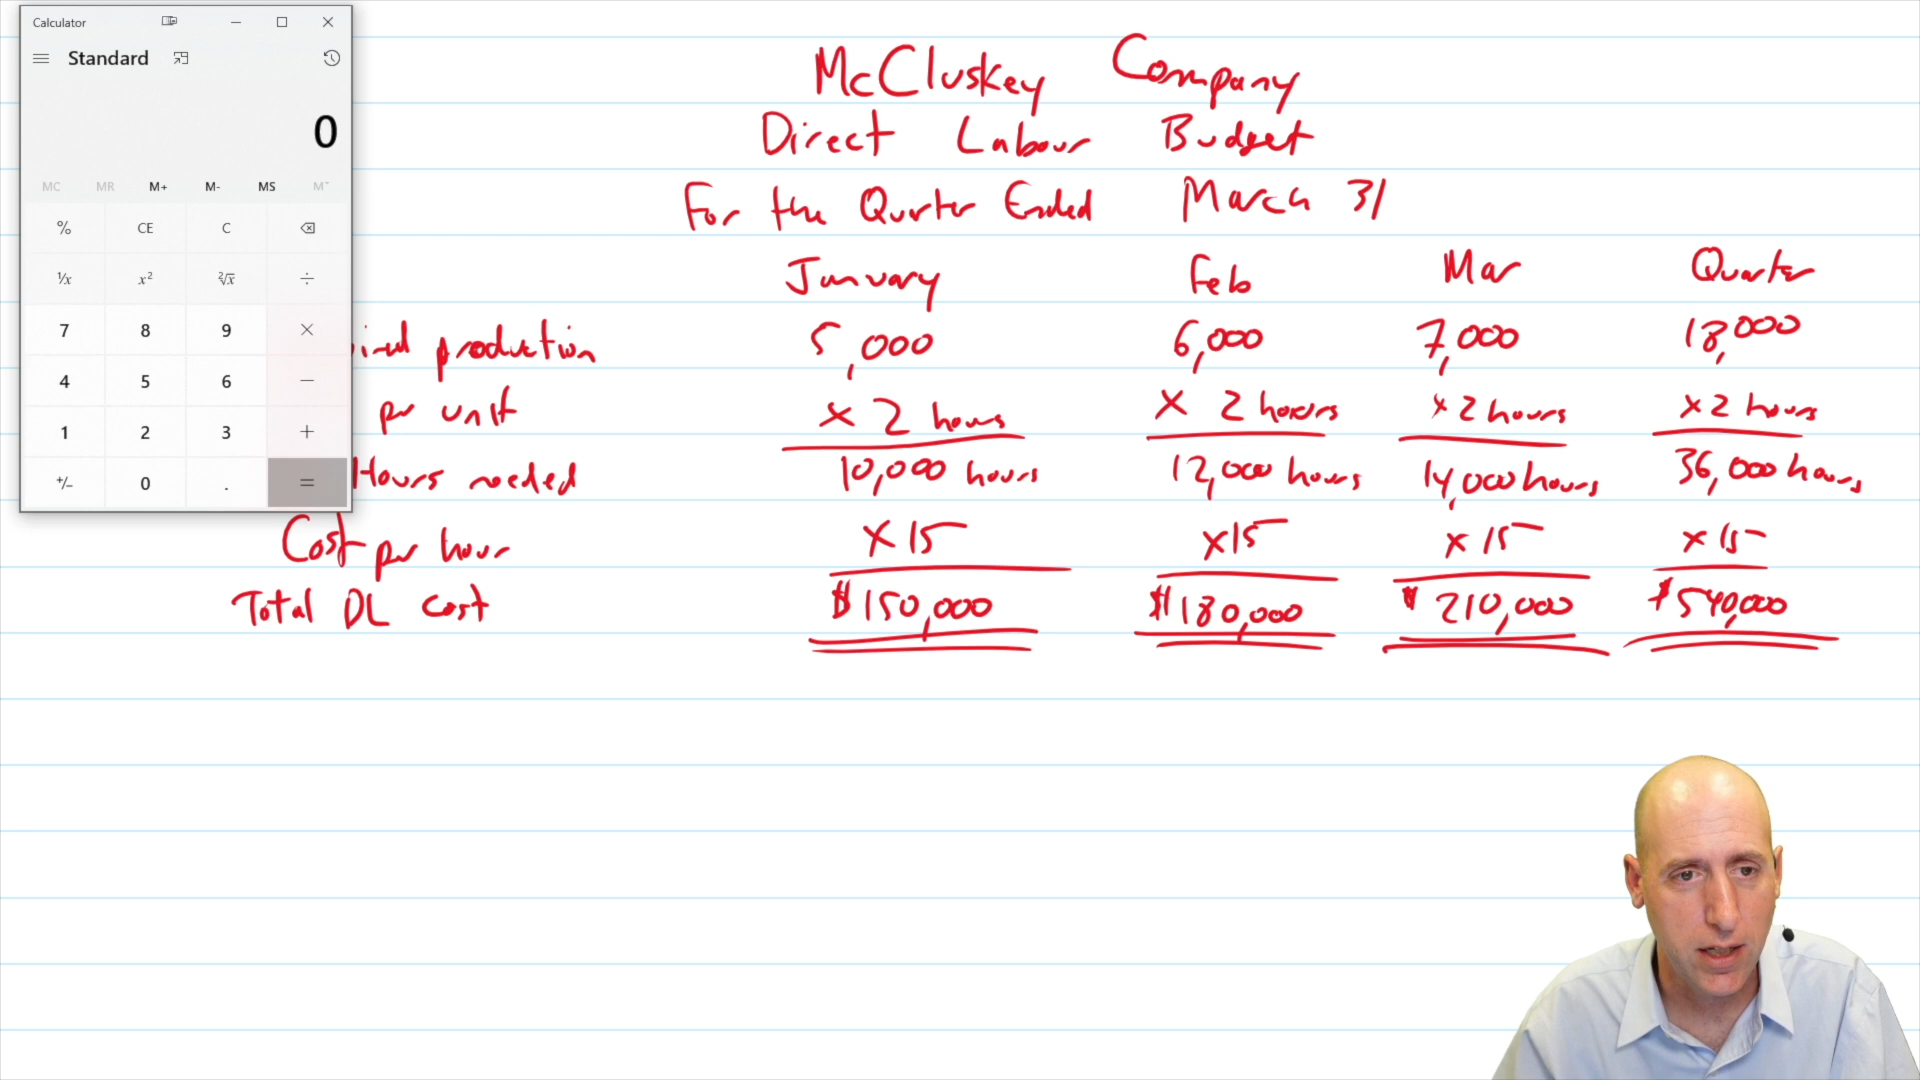 Calculator
Standard
0
MC MR M+ M- MS M˅
% CE C
¹/x x² ²√x ÷
7 8 9 ×
4 5 6 −
1 2 3 +
+/− 0 . =
McCluskey Company
Direct Labour Budget
For the Quarter Ended March 31
January Feb Mar Quarter
production 5,000 6,000 7,000 18,000
per unit × 2 hours × 2 hours × 2 hours × 2 hours
Hours needed 10,000 hours 12,000 hours 14,000 hours 36,000 hours
Cost per hour × 15 × 15 × 15 × 15
Total DL cost $150,000 $180,000 $210,000 $540,000